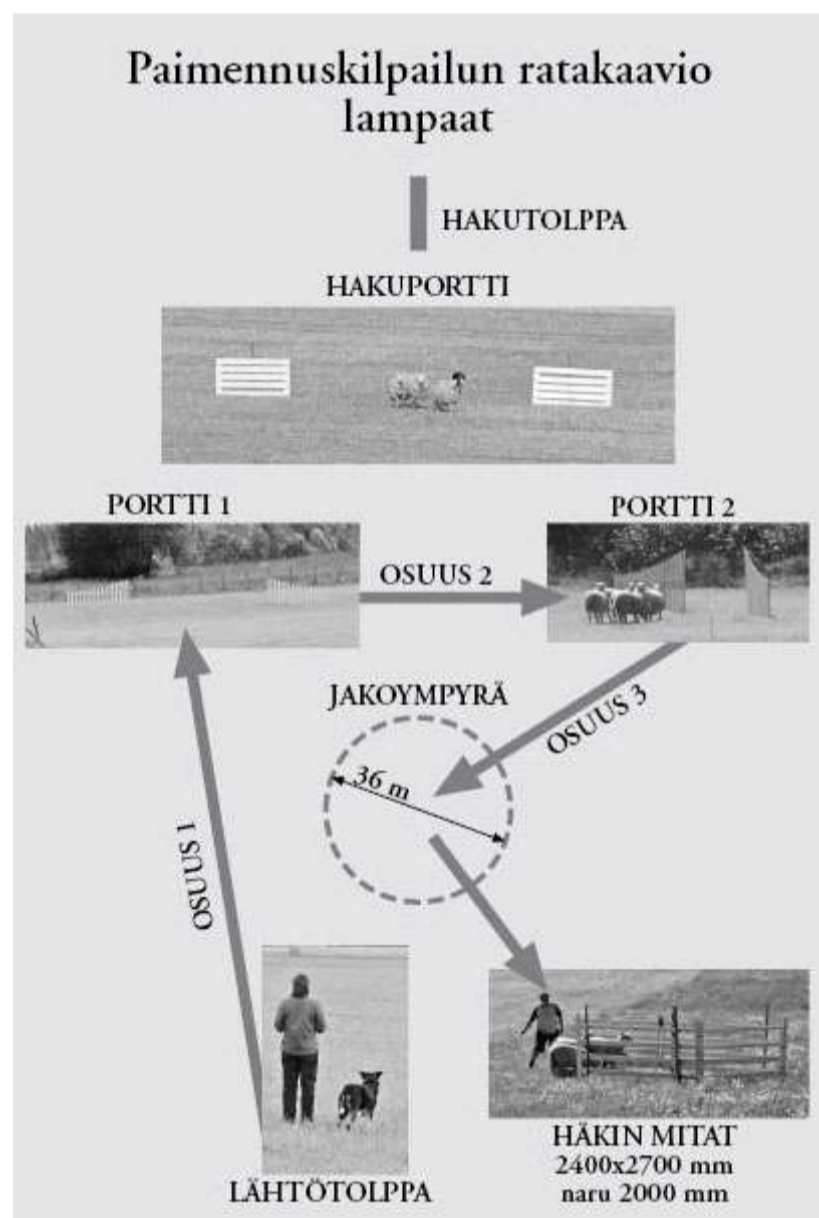 Paimennuskilpailun ratakaavio
lampaat
HAKUTOLPPA
HAKUPORTTI
PORTTI 1
PORTTI 2
OSUUS 2
JAKOYMPYRÄ
OSUUS 3
36 m
OSUUS 1
LÄHTÖTOLPPA
HÄKIN MITAT
2400x2700 mm
naru 2000 mm